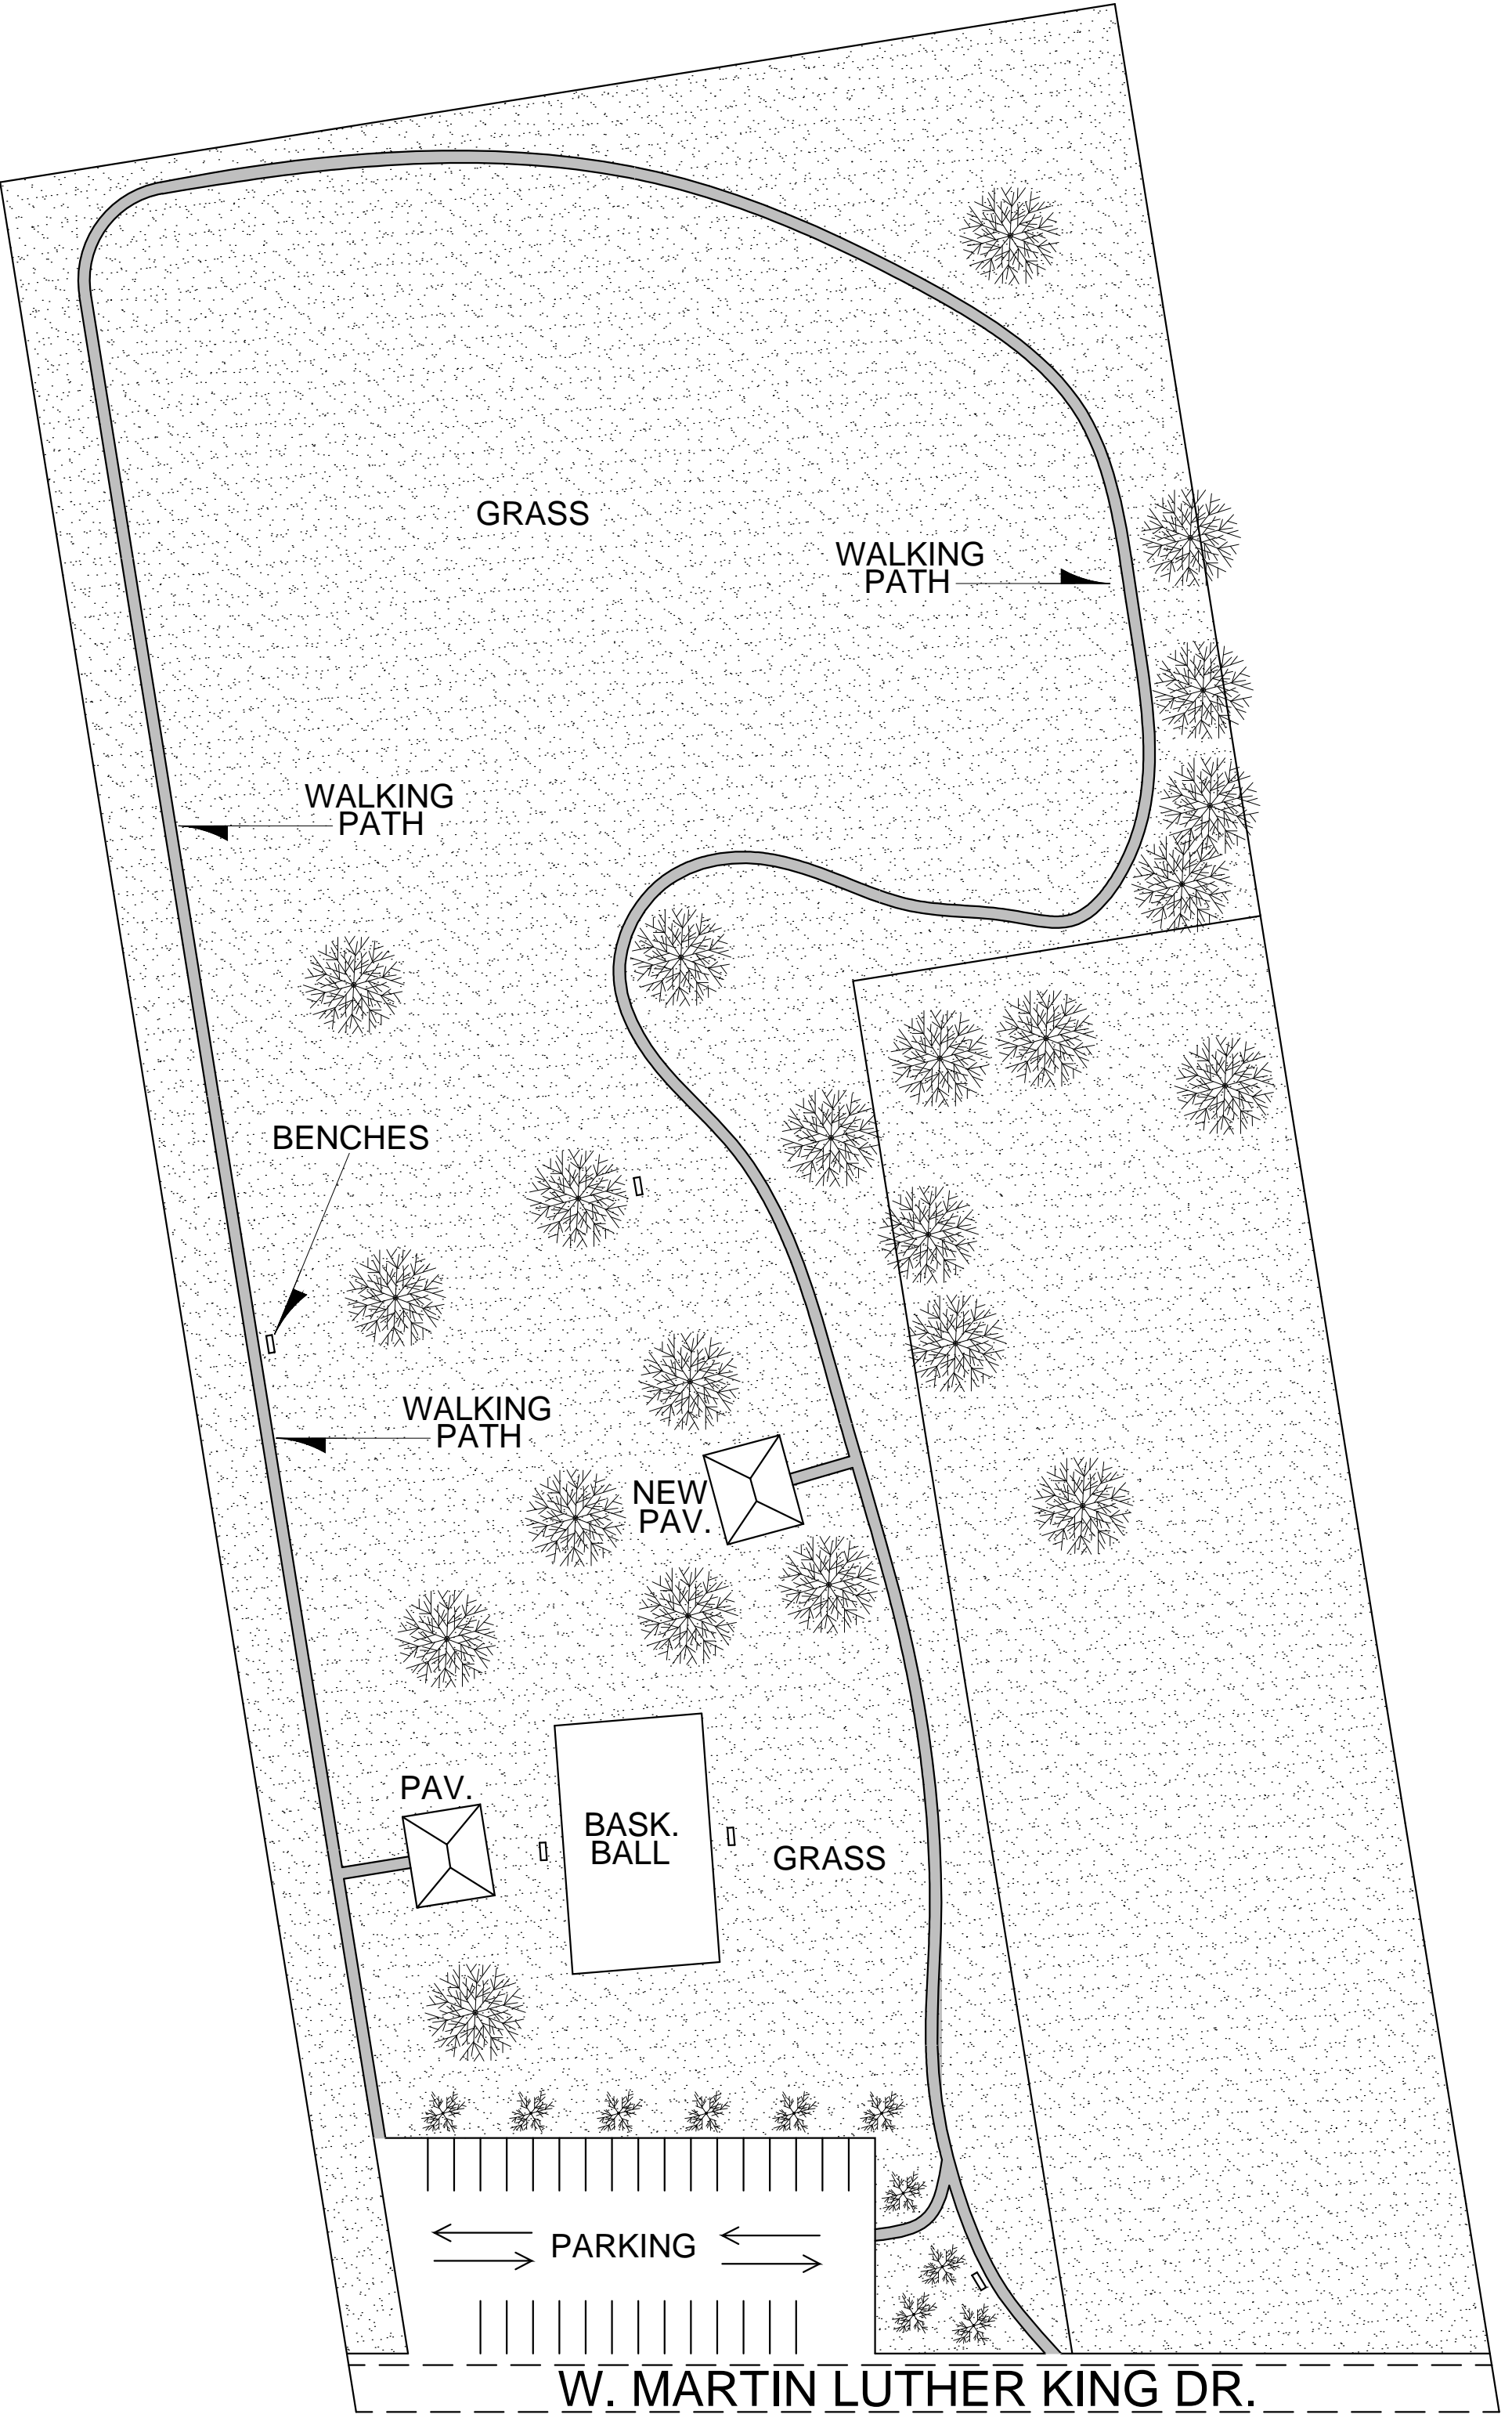 GRASS
WALKING
PATH
WALKING
PATH
BENCHES
WALKING
PATH
NEW
PAV.
PAV.
BASK.
BALL
GRASS
PARKING
W. MARTIN LUTHER KING DR.